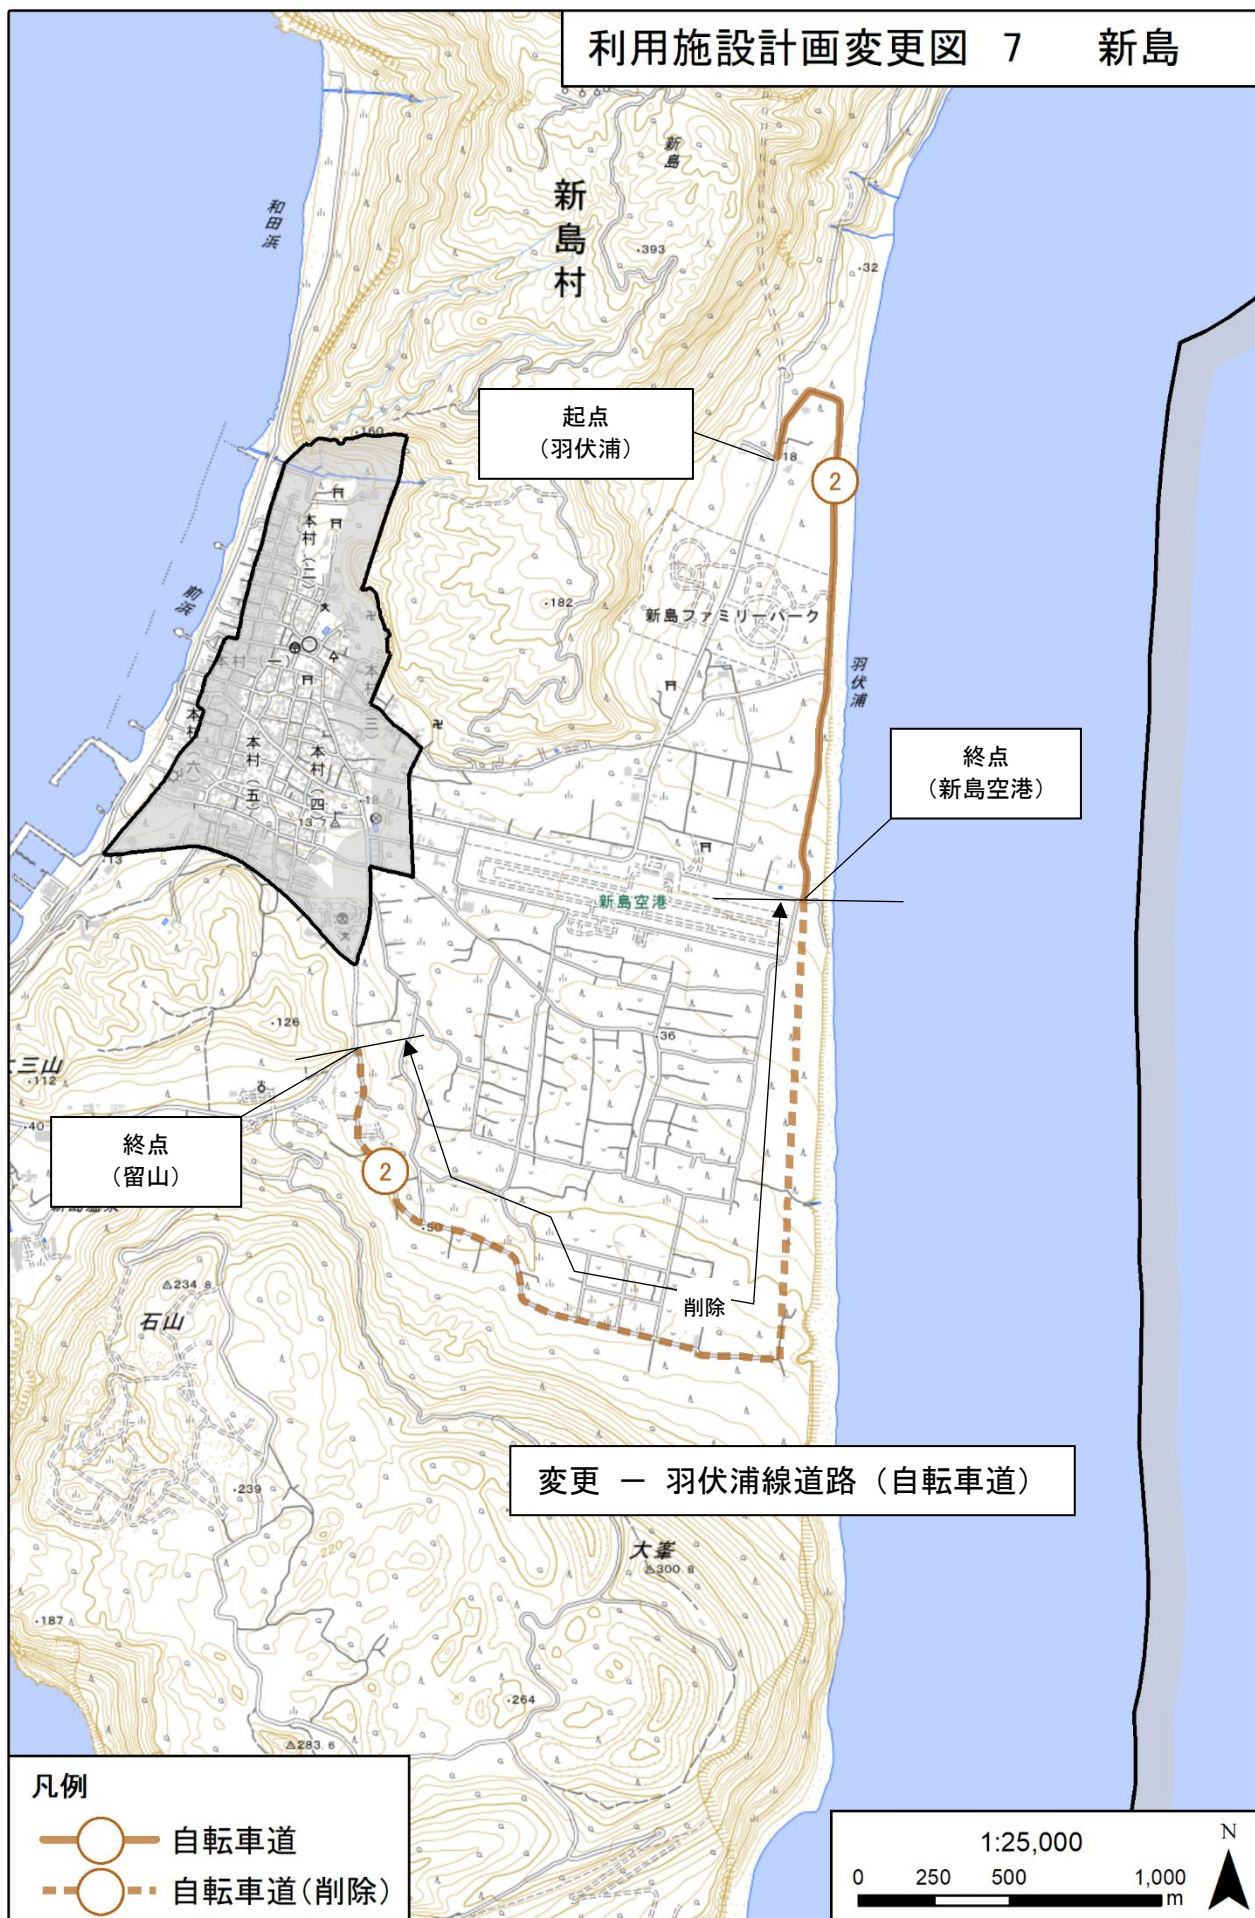 利用施設計画変更図 7 新島
新島
新島村
和田浜
・393
・32
起点
（羽伏浦）
・160
・18
2
本村（二）
前浜
・182
新島ファミリーパーク
羽伏浦
本村（一）
本村（三）
本村（六）
本村（五）
本村（四）
・18
13.7
・13
終点
（新島空港）
新島空港
・126
・36
・112
・40
終点
（留山）
2
・50
新島温泉
△234.8
石山
削除
変更 － 羽伏浦線道路（自転車道）
・239
220
大峯
△300.8
・187
・264
△283.6
凡例
自転車道
自転車道(削除)
1:25,000
N
0 250 500 1,000
m